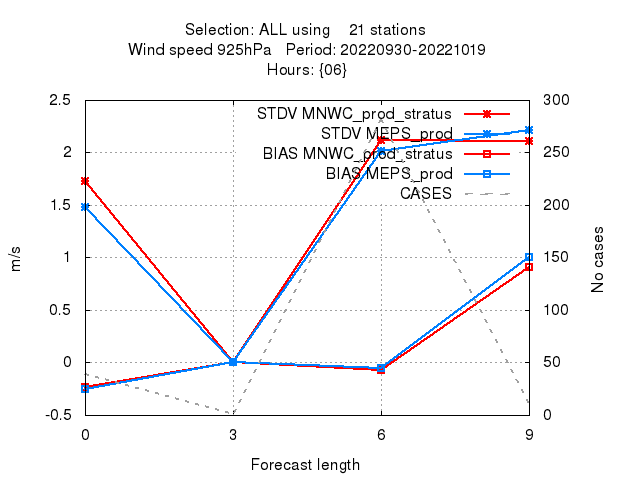 Selection: ALL using    21 stations
Wind speed 925hPa   Period: 20220930-20221019
Hours: {06}
2.5
2
1.5
1
0.5
0
-0.5
300
250
200
150
100
50
0
STDV MNWC_prod_stratus
STDV MEPS_prod
BIAS MNWC_prod_stratus
BIAS MEPS_prod
CASES
m/s
No cases
0 3 6 9
Forecast length